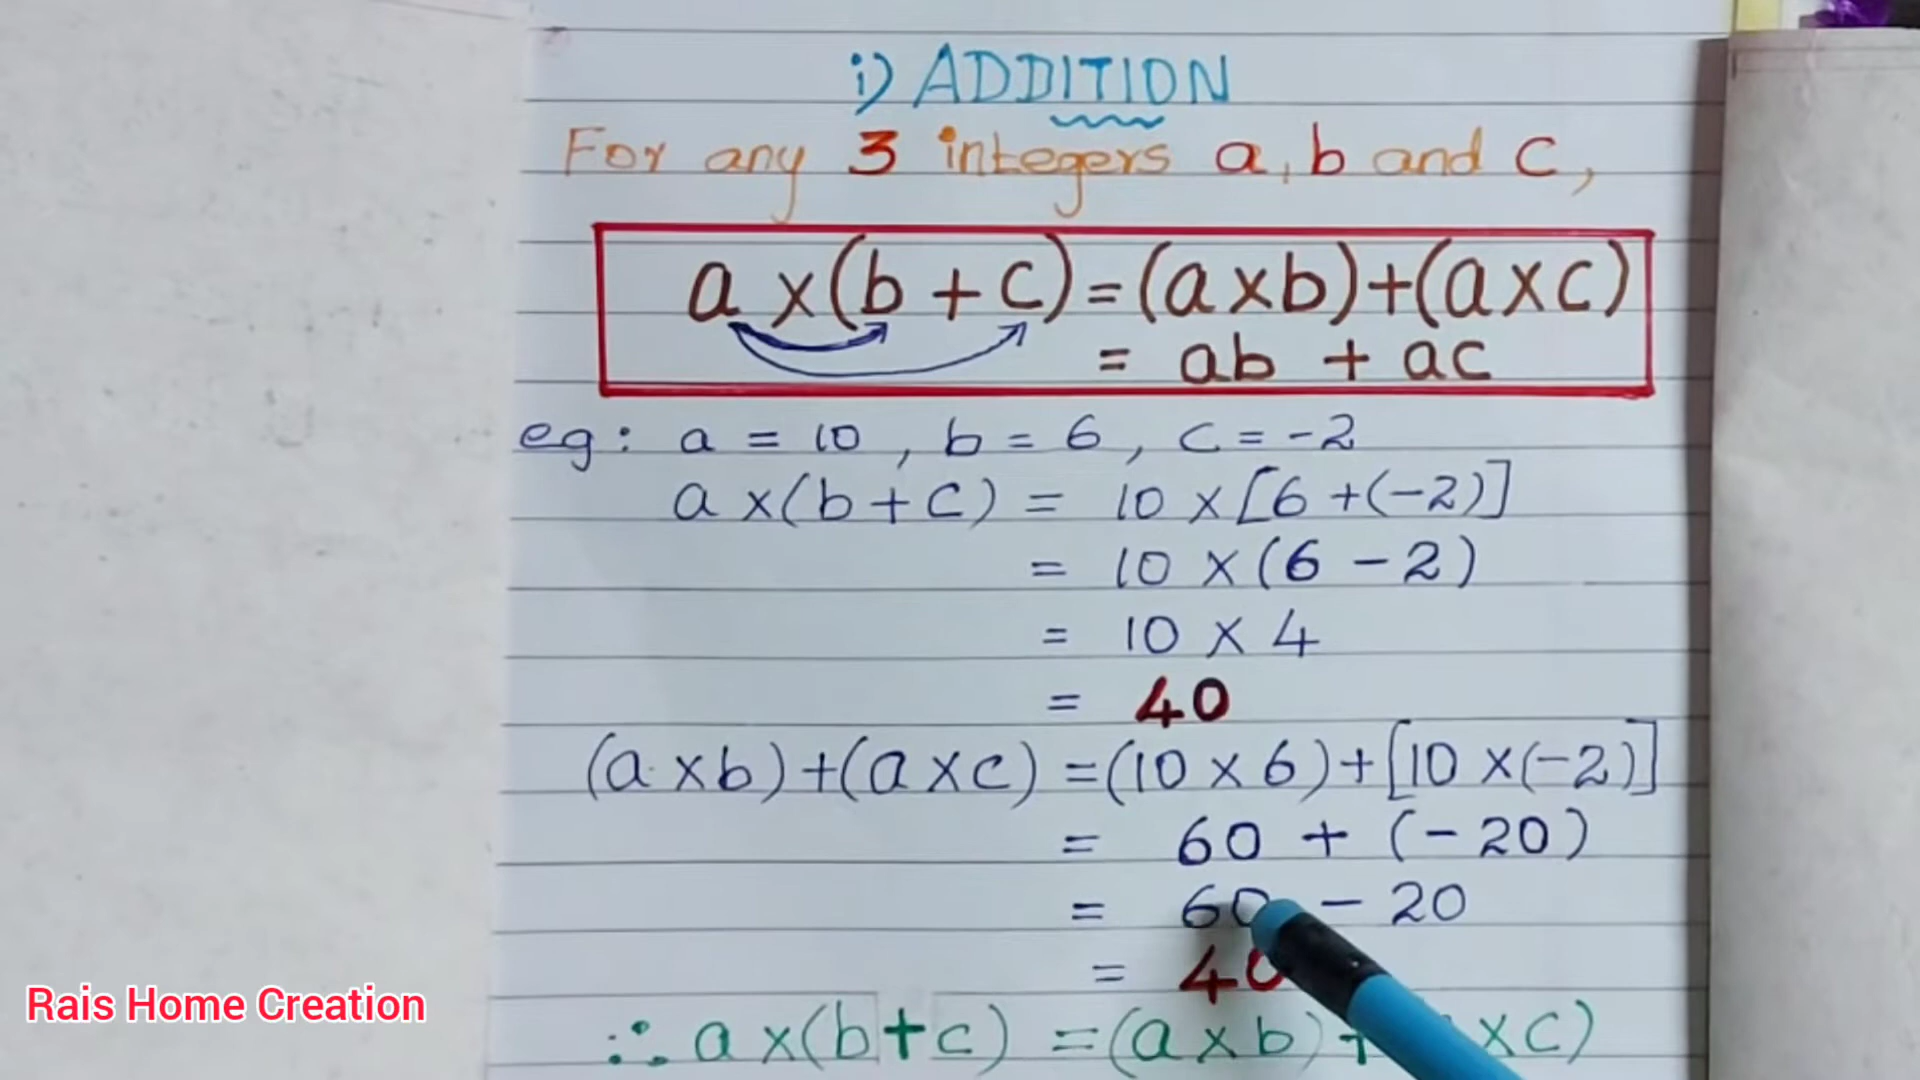 i) ADDITION
For any 3 integers a, b and c,
a × (b + c) = (a × b) + (a × c)
= ab + ac
eg: a = 10, b = 6, c = -2
a × (b + c) = 10 × [6 + (-2)]
= 10 × (6 - 2)
= 10 × 4
= 40
(a × b) + (a × c) = (10 × 6) + [10 × (-2)]
= 60 + (-20)
= 60 - 20
= 40
∴ a × (b + c) = (a × b) + × c)
Rais Home Creation